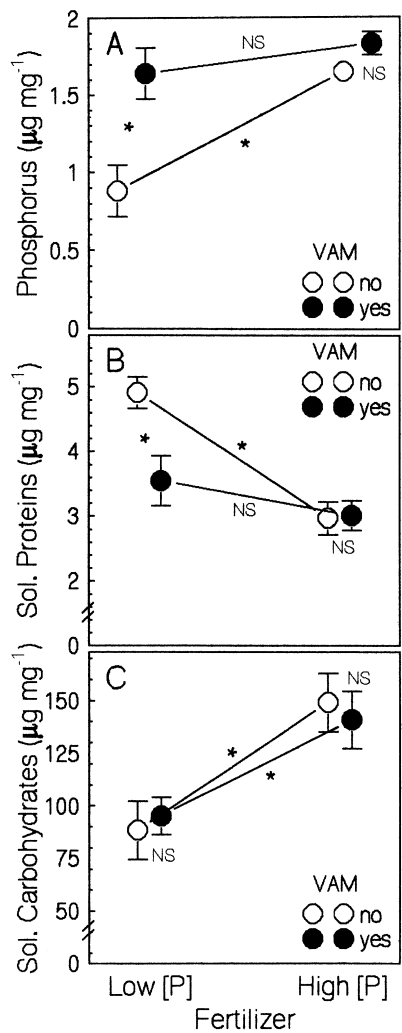 A
Phosphorus (μg mg⁻¹)
2
1.5
1
0.5
0
NS
NS
*
*
VAM
no
yes
B
Sol. Proteins (μg mg⁻¹)
5
4
3
2
0
VAM
no
yes
*
*
NS
NS
C
Sol. Carbohydrates (μg mg⁻¹)
150
125
100
75
50
0
NS
*
*
NS
VAM
no
yes
Low [P] High [P]
Fertilizer